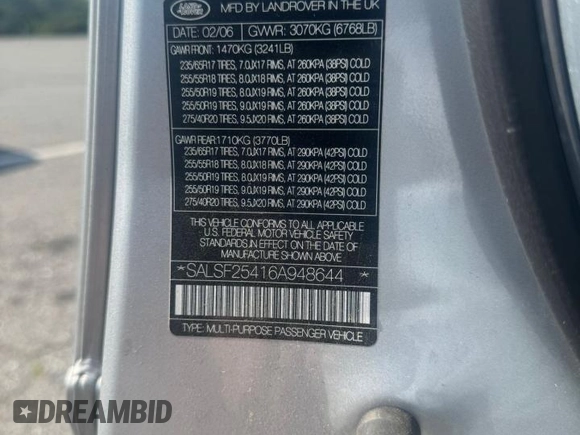 LAND ROVER
MFD BY LANDROVER IN THE UK
DATE: 02/06 GVWR: 3070KG (6768LB)
GAWR FRONT: 1470KG (3241LB)
235/65R17 TIRES, 7.0JX17 RIMS, AT 260KPA (38PSI) COLD
255/55R18 TIRES, 8.0JX18 RIMS, AT 260KPA (38PSI) COLD
255/50R19 TIRES, 8.0JX19 RIMS, AT 260KPA (38PSI) COLD
255/50R19 TIRES, 9.0JX19 RIMS, AT 260KPA (38PSI) COLD
275/40R20 TIRES, 9.5JX20 RIMS, AT 260KPA (38PSI) COLD
GAWR REAR: 1710KG (3770LB)
235/65R17 TIRES, 7.0JX17 RIMS, AT 290KPA (42PSI) COLD
255/55R18 TIRES, 8.0JX18 RIMS, AT 290KPA (42PSI) COLD
255/50R19 TIRES, 8.0JX19 RIMS, AT 290KPA (42PSI) COLD
255/50R19 TIRES, 9.0JX19 RIMS, AT 290KPA (42PSI) COLD
275/40R20 TIRES, 9.5JX20 RIMS, AT 290KPA (42PSI) COLD
THIS VEHICLE CONFORMS TO ALL APPLICABLE
U.S. FEDERAL MOTOR VEHICLE SAFETY
STANDARDS IN EFFECT ON THE DATE OF
MANUFACTURE SHOWN ABOVE
*SALSF25416A948644*
TYPE: MULTI-PURPOSE PASSENGER VEHICLE
DREAMBID